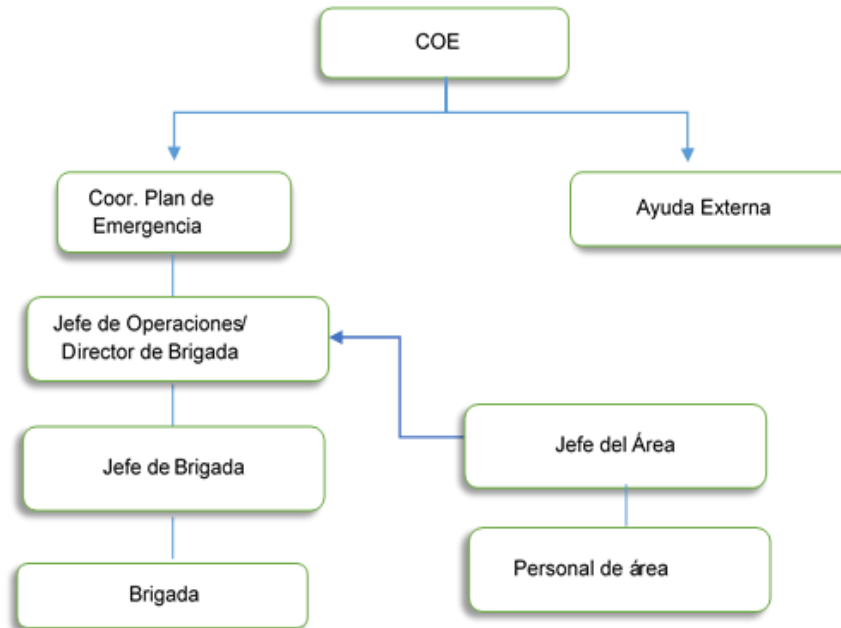 COE
Coor. Plan de
Emergencia
Ayuda Externa
Jefe de Operaciones/
Director de Brigada
Jefe del Área
Jefe de Brigada
Personal de área
Brigada